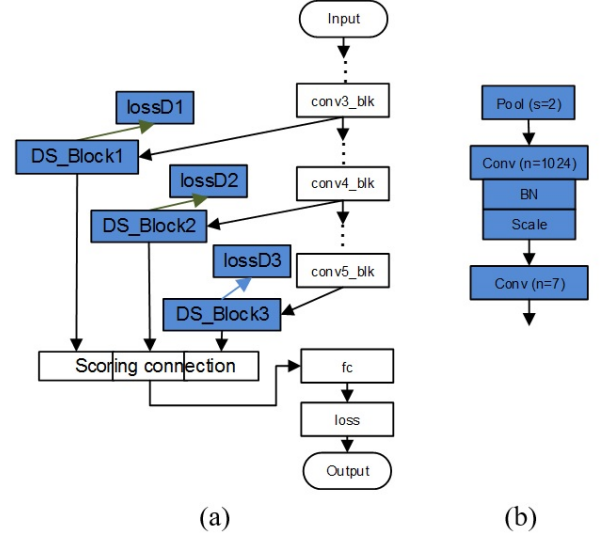 Input
conv3_blk
lossD1
DS_Block1
conv4_blk
lossD2
DS_Block2
conv5_blk
lossD3
DS_Block3
Scoring connection
fc
loss
Output
(a)
Pool (s=2)
Conv (n=1024)
BN
Scale
Conv (n=7)
(b)